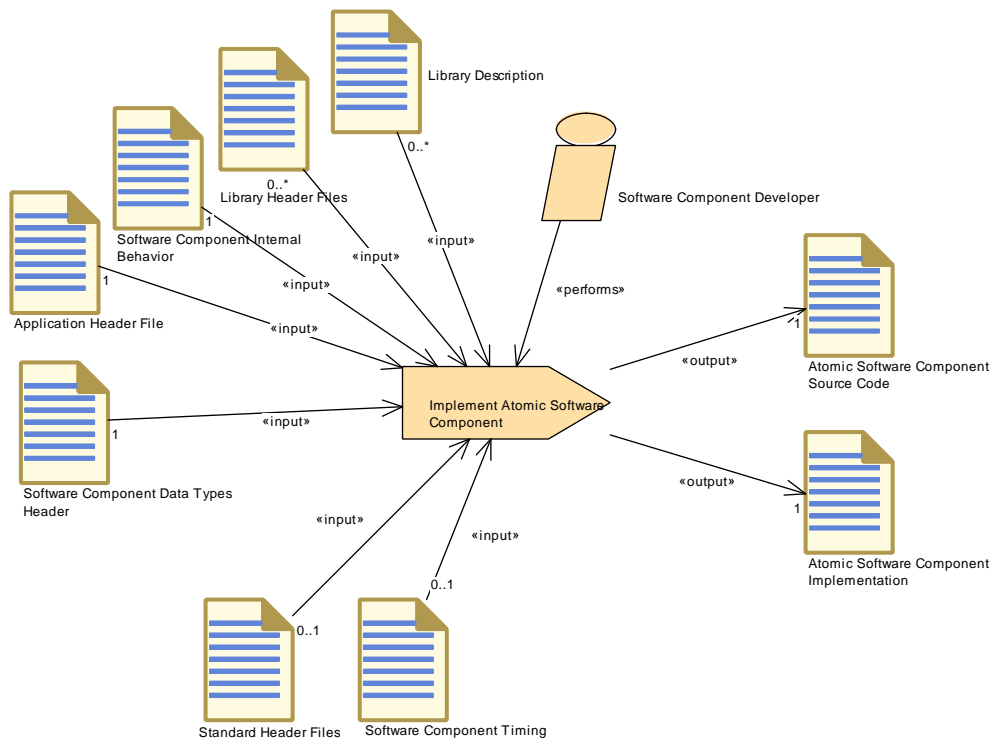 Library Description
0..*
0..*
Library Header Files
Software Component Developer
1
Software Component Internal
Behavior
«input»
«input»
«input»
«performs»
1
Application Header File
«input»
1
«output»
Atomic Software Component
Source Code
Implement Atomic Software
Component
«input»
1
Software Component Data Types
Header
«output»
1
Atomic Software Component
Implementation
«input»
«input»
0..1
0..1
Standard Header Files
Software Component Timing